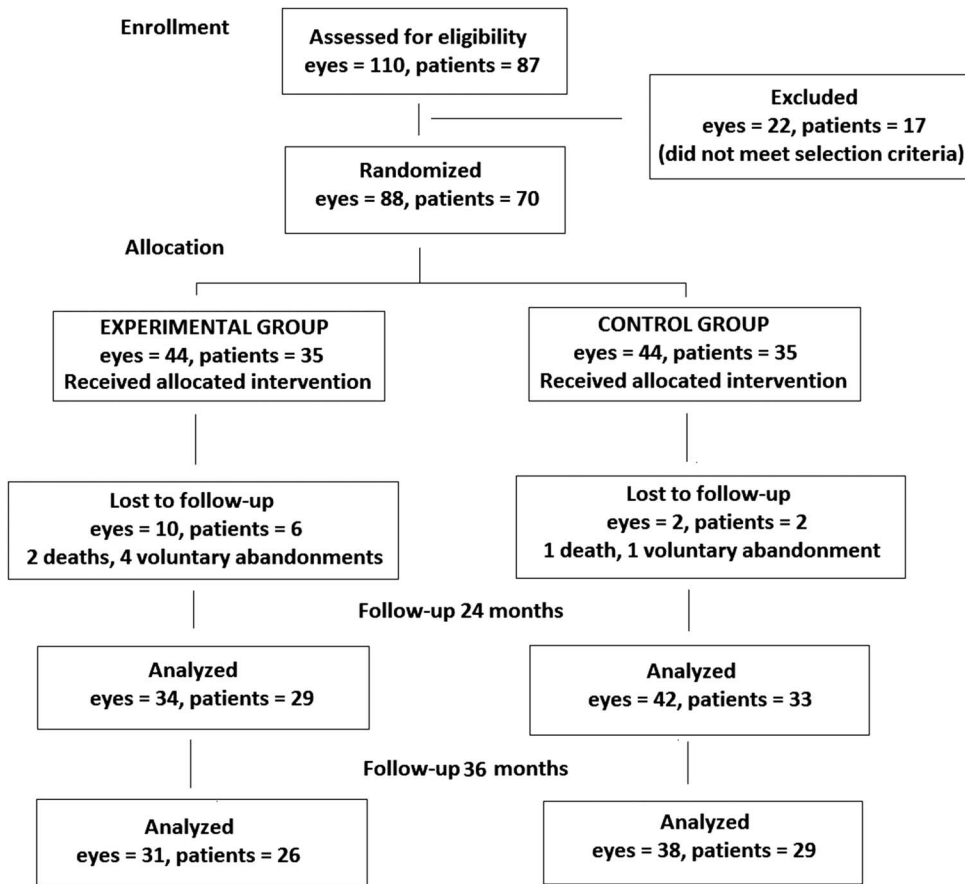 Enrollment
Assessed for eligibility
eyes = 110, patients = 87
Excluded
eyes = 22, patients = 17
(did not meet selection criteria)
Randomized
eyes = 88, patients = 70
Allocation
EXPERIMENTAL GROUP
eyes = 44, patients = 35
Received allocated intervention
CONTROL GROUP
eyes = 44, patients = 35
Received allocated intervention
Lost to follow-up
eyes = 10, patients = 6
2 deaths, 4 voluntary abandonments
Lost to follow-up
eyes = 2, patients = 2
1 death, 1 voluntary abandonment
Follow-up 24 months
Analyzed
eyes = 34, patients = 29
Analyzed
eyes = 42, patients = 33
Follow-up 36 months
Analyzed
eyes = 31, patients = 26
Analyzed
eyes = 38, patients = 29